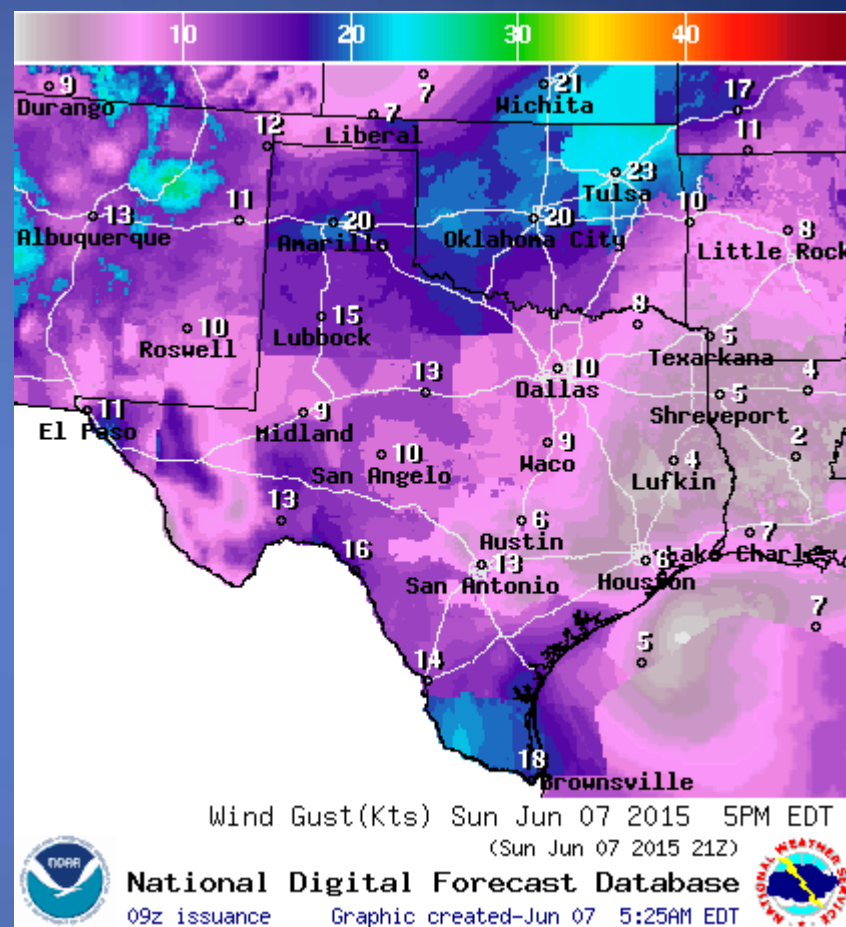 10 20 30 40
9 7 21 17
Durango Wichita
7 Liberal
12 11
23 Tulsa
13 11 20 20 10 8
Albuquerque Amarillo Oklahoma City Little Rock
10 15 8 5
Roswell Lubbock Texarkana
13 10 Dallas
11 9 5 4
El Paso Midland Shreveport
10 9 4 2
San Angelo Waco Lufkin
13 6 7
Austin
16 13 Lake Charles
San Antonio Houston
7
5
14
18
Brownsville
Wind Gust(Kts) Sun Jun 07 2015 5PM EDT
(Sun Jun 07 2015 21Z)
National Digital Forecast Database
09z issuance Graphic created-Jun 07 5:25AM EDT
NOAA
NATIONAL WEATHER SERVICE